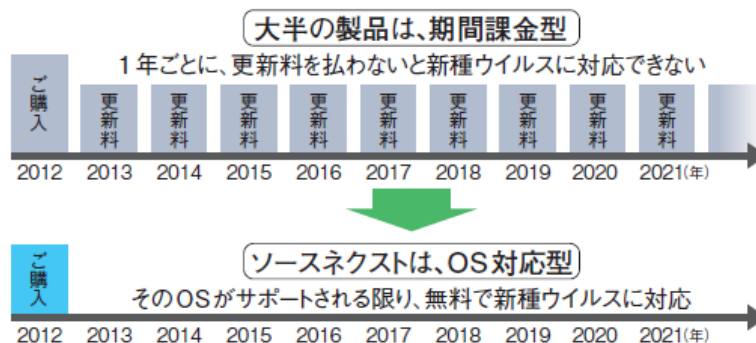 大半の製品は、期間課金型
1年ごとに、更新料を払わないと新種ウイルスに対応できない
ご購入
更新料 更新料 更新料 更新料 更新料 更新料 更新料 更新料 更新料
2012 2013 2014 2015 2016 2017 2018 2019 2020 2021(年)
ソースネクストは、OS対応型
そのOSがサポートされる限り、無料で新種ウイルスに対応
ご購入
2012 2013 2014 2015 2016 2017 2018 2019 2020 2021(年)